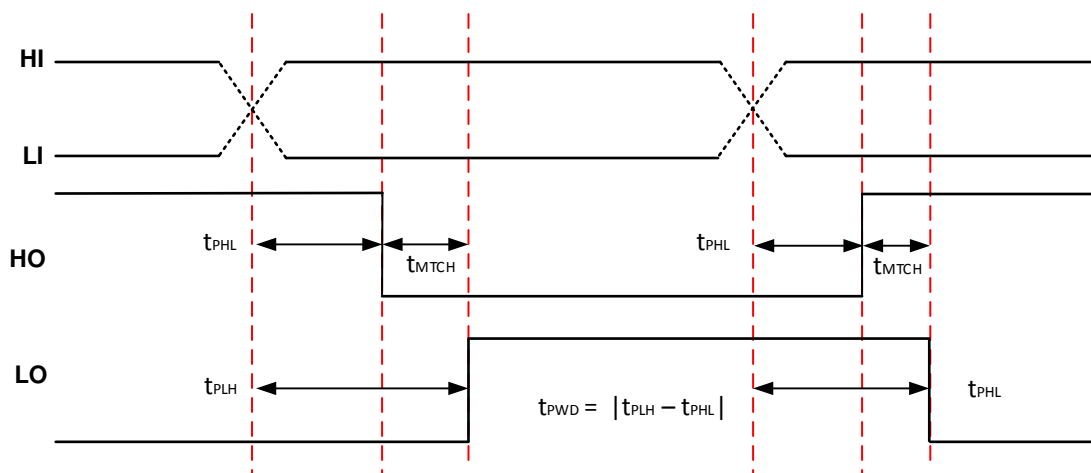 HI
LI
HO
tPHL
tMTCH
tPHL
tMTCH
LO
tPLH
tPWD = |tPLH – tPHL|
tPHL